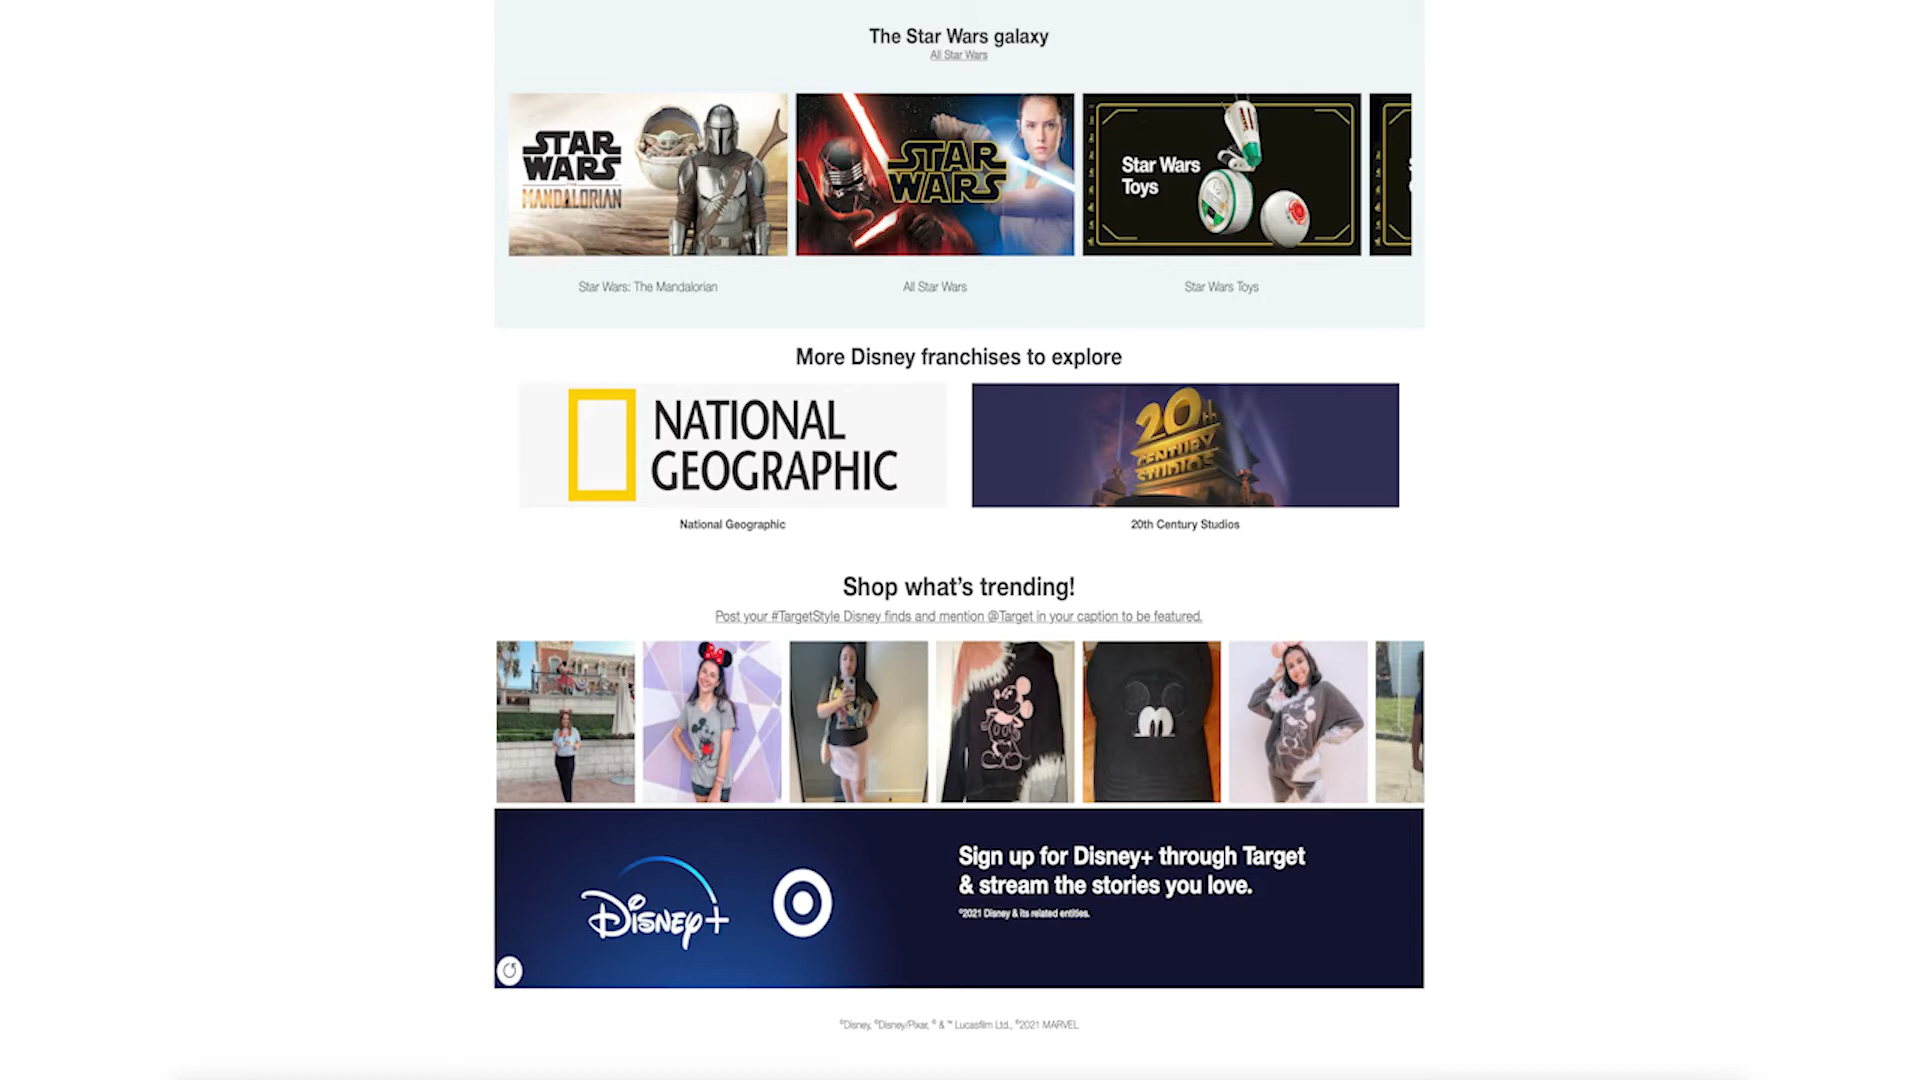 The Star Wars galaxy
All Star Wars
STAR
WARS
THE
MANDALORIAN
STAR
WARS
Star Wars
Toys
Star Wars: The Mandalorian
All Star Wars
Star Wars Toys
More Disney franchises to explore
NATIONAL
GEOGRAPHIC
20th
CENTURY
STUDIOS
National Geographic
20th Century Studios
Shop what’s trending!
Post your #TargetStyle Disney finds and mention @Target in your caption to be featured.
Disney+
Sign up for Disney+ through Target
& stream the stories you love.
©2021 Disney & its related entities.
©Disney, ©Disney/Pixar, © & ™ Lucasfilm Ltd., ©2021 MARVEL